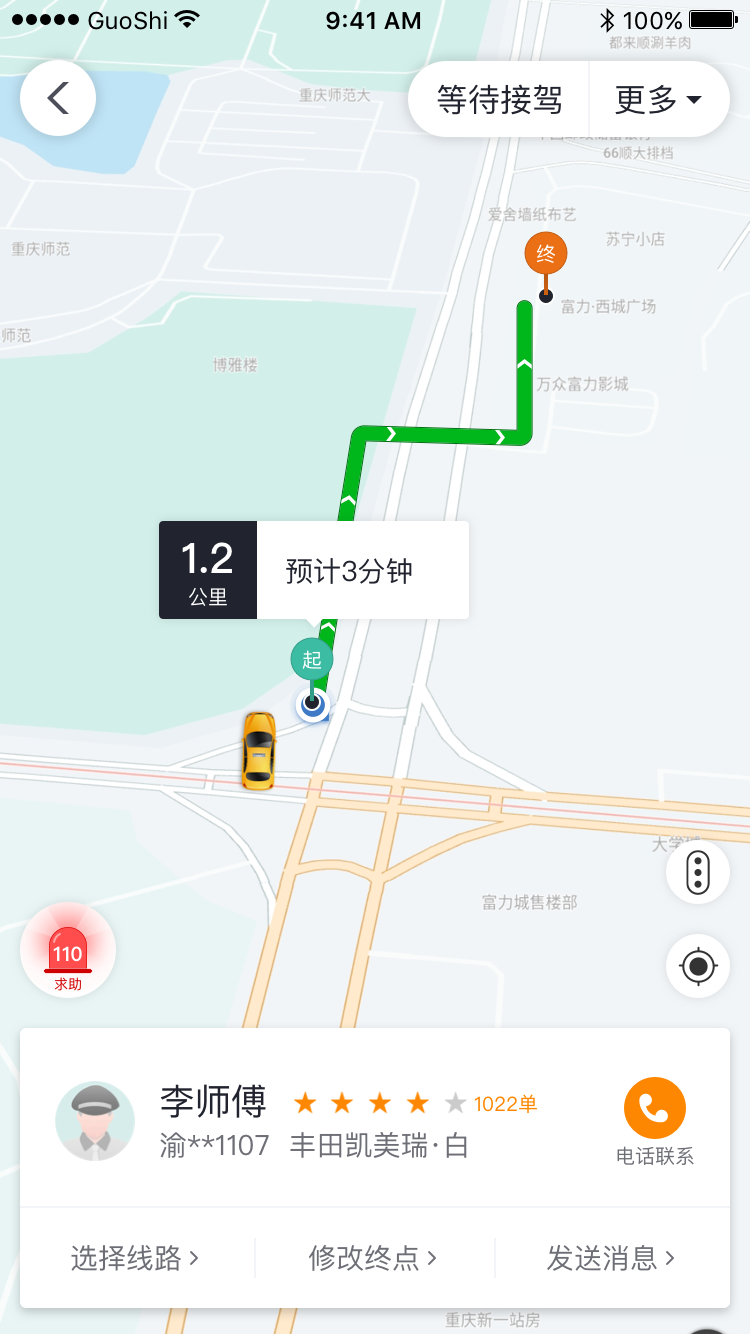 GuoShi 9:41 AM 100%
都来顺涮羊肉
等待接驾 更多
重庆师范大
66顺大排档
爱舍墙纸布艺
苏宁小店
重庆师范
终
富力·西城广场
师范
博雅楼
万众富力影城
1.2
公里
预计3分钟
起
大学城
富力城售楼部
110
求助
李师傅 1022单
渝**1107 丰田凯美瑞·白
电话联系
选择线路 修改终点 发送消息
重庆新一站房